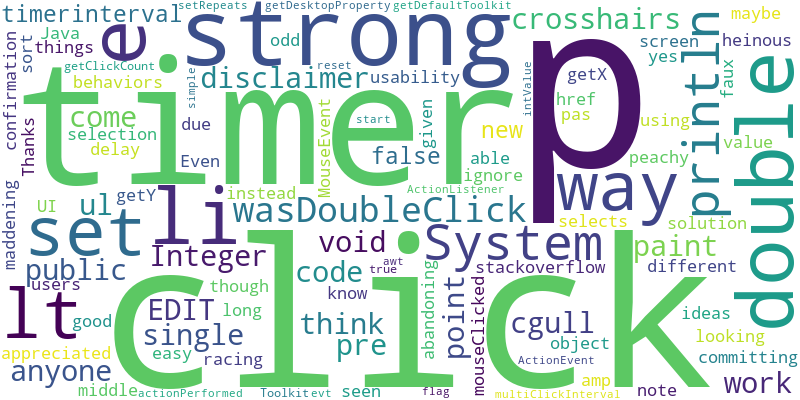 setRepeats getDesktopProperty getDefaultToolkit
timerinterval strong crosshairs maybe
Java e odd screen heinous
things
confirmation
sort
getClickCount disclaimer usability yes
behaviors simple reset getX faux
intValue
href
println
double
timer p
come start given new pas using
selection MouseEvent value
Thanks due false able peachy
delay Even ignore
ActionListener
maddening
UI ul getY instead way solution
li wasDoubleClick selects
set void System paint
public Integer stackoverflow different
lt users though code know awt true
abandoning
point
mouseClicked
click
good EDIT long think cgull ideas
single looking
appreciated easy racing pre object committing
anyone ActionEvent
middle actionPerformed Toolkit evt seen flag amp note work
multiClickInterval